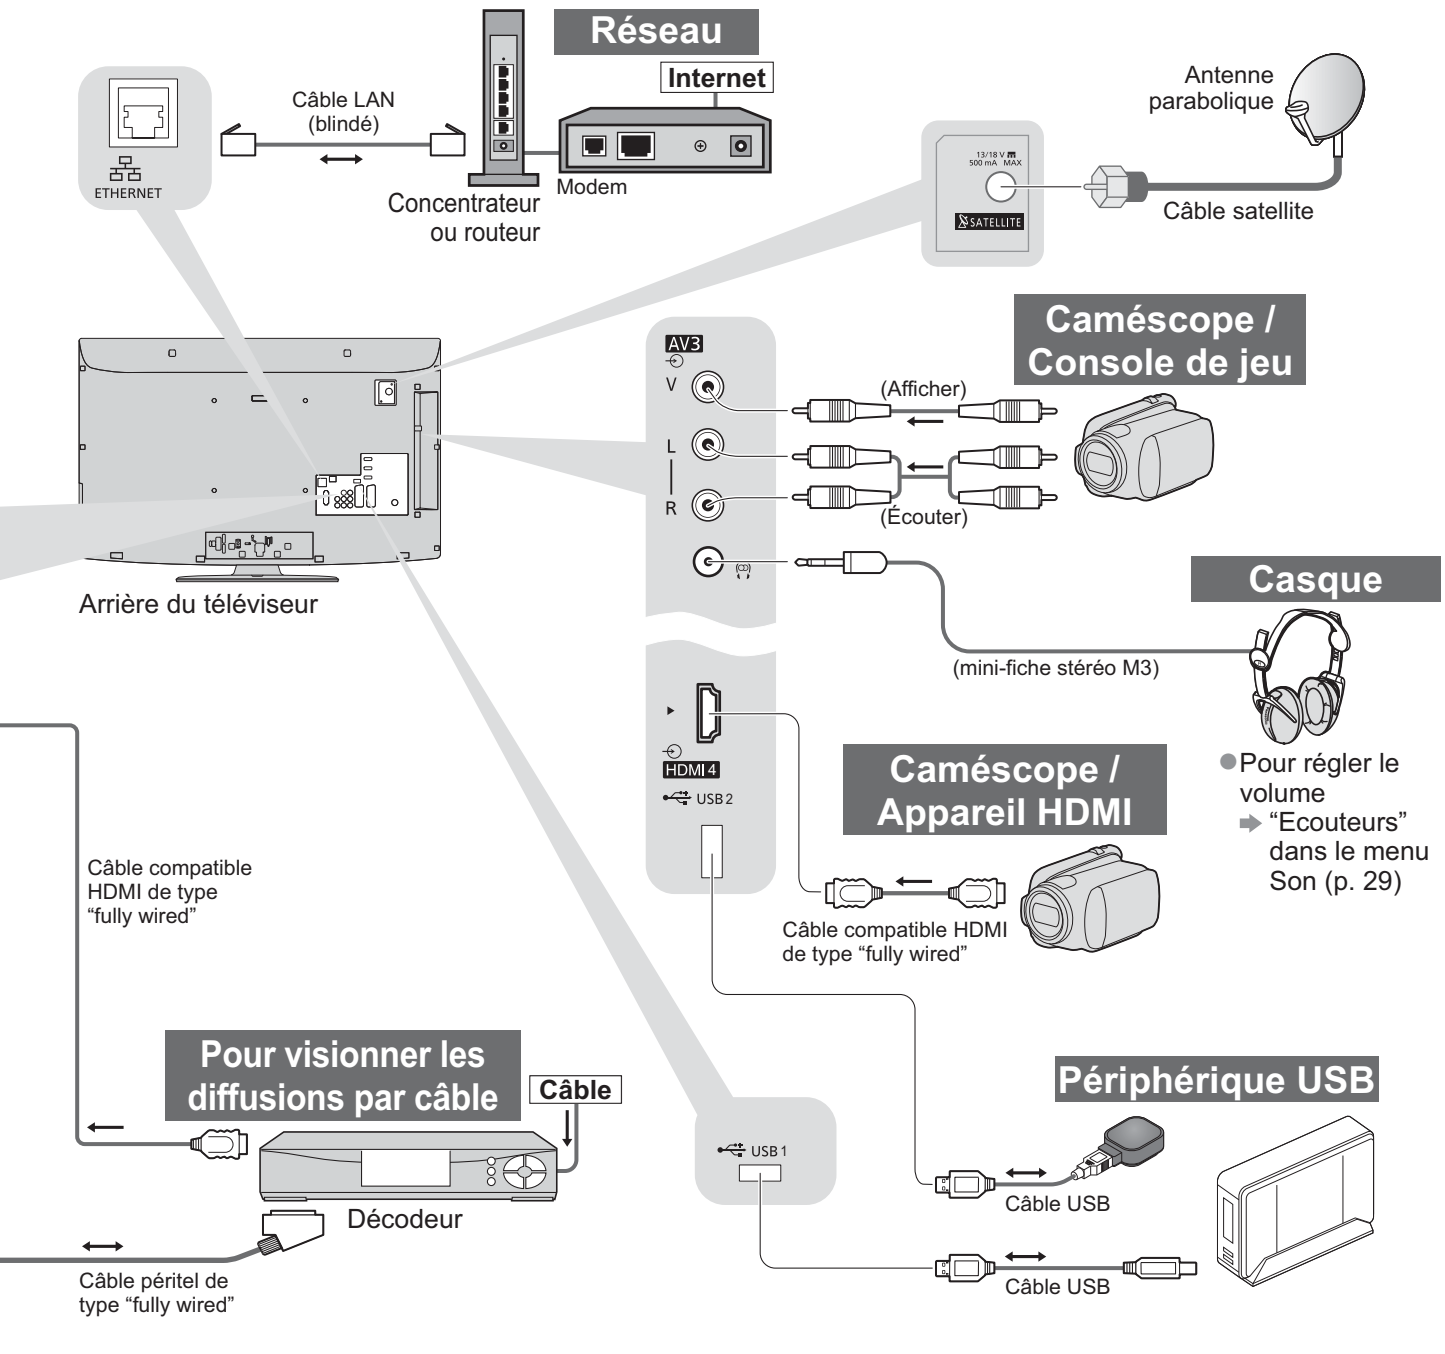 Réseau
Internet
Câble LAN
(blindé)
ETHERNET
Modem
Concentrateur
ou routeur
Antenne
parabolique
13/18 V
500 mA MAX
SATELLITE
Câble satellite
Caméscope /
Console de jeu
AV3
V
L
R
(Afficher)
(Écouter)
Arrière du téléviseur
Casque
(mini-fiche stéréo M3)
Pour régler le
volume
“Ecouteurs”
dans le menu
Son (p. 29)
HDMI 4
USB 2
Caméscope /
Appareil HDMI
Câble compatible HDMI
de type “fully wired”
Câble compatible
HDMI de type
“fully wired”
Pour visionner les
diffusions par câble
Câble
Décodeur
Câble péritel de
type “fully wired”
USB 1
Périphérique USB
Câble USB
Câble USB